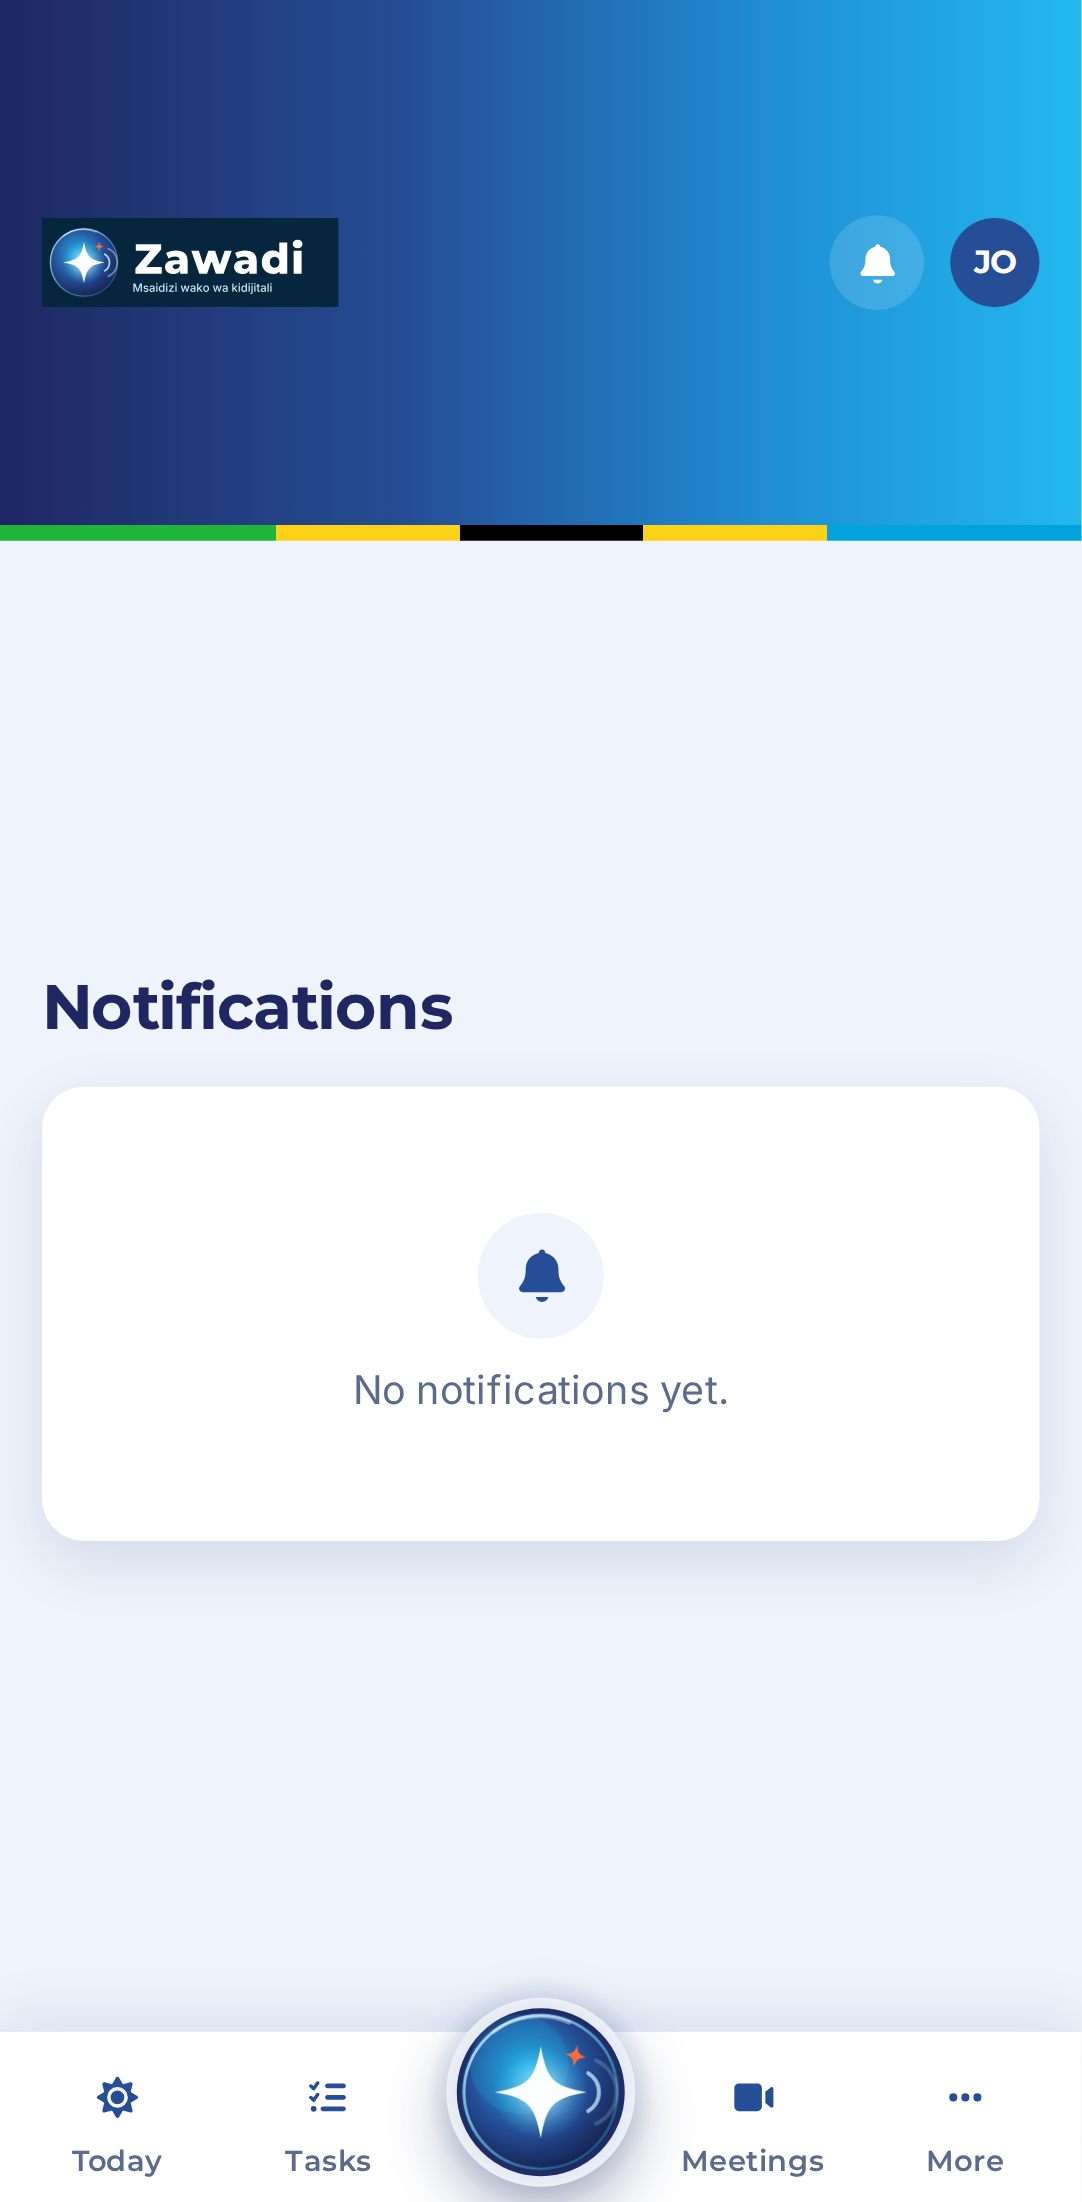 Zawadi
Msaidizi wako wa kidijitali
JO
Notifications
No notifications yet.
Today
Tasks
Meetings
More